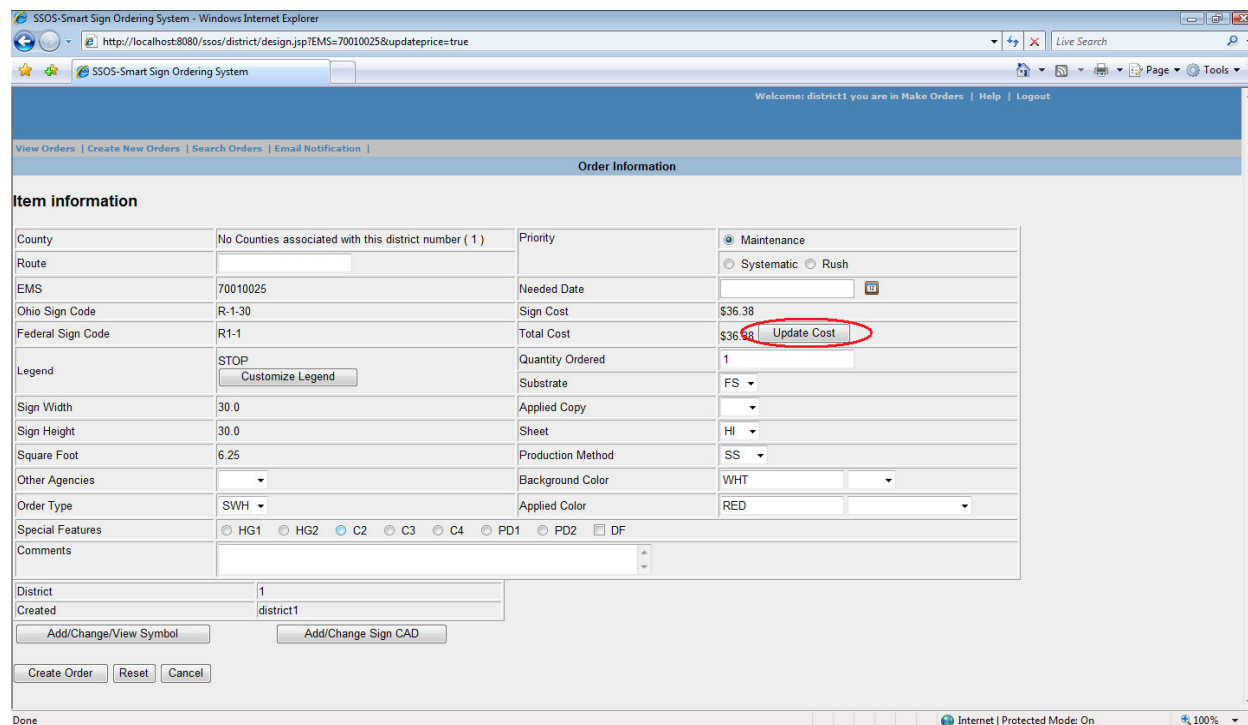 SSOS-Smart Sign Ordering System - Windows Internet Explorer
http://localhost:8080/ssos/district/design.jsp?EMS=70010025&updateprice=true
Live Search
SSOS-Smart Sign Ordering System
Page
Tools
Welcome: district1 you are in Make Orders | Help | Logout
View Orders | Create New Orders | Search Orders | Email Notification |
Order Information
Item information
County No Counties associated with this district number ( 1 ) Priority Maintenance
Route Systematic Rush
EMS 70010025 Needed Date 12
Ohio Sign Code R-1-30 Sign Cost $36.38
Federal Sign Code R1-1 Total Cost $36.38 Update Cost
Legend STOP Quantity Ordered 1
Customize Legend Substrate FS
Sign Width 30.0 Applied Copy
Sign Height 30.0 Sheet HI
Square Foot 6.25 Production Method SS
Other Agencies Background Color WHT
Order Type SWH Applied Color RED
Special Features HG1 HG2 C2 C3 C4 PD1 PD2 DF
Comments
District 1
Created district1
Add/Change/View Symbol Add/Change Sign CAD
Create Order Reset Cancel
Done Internet | Protected Mode: On 100%